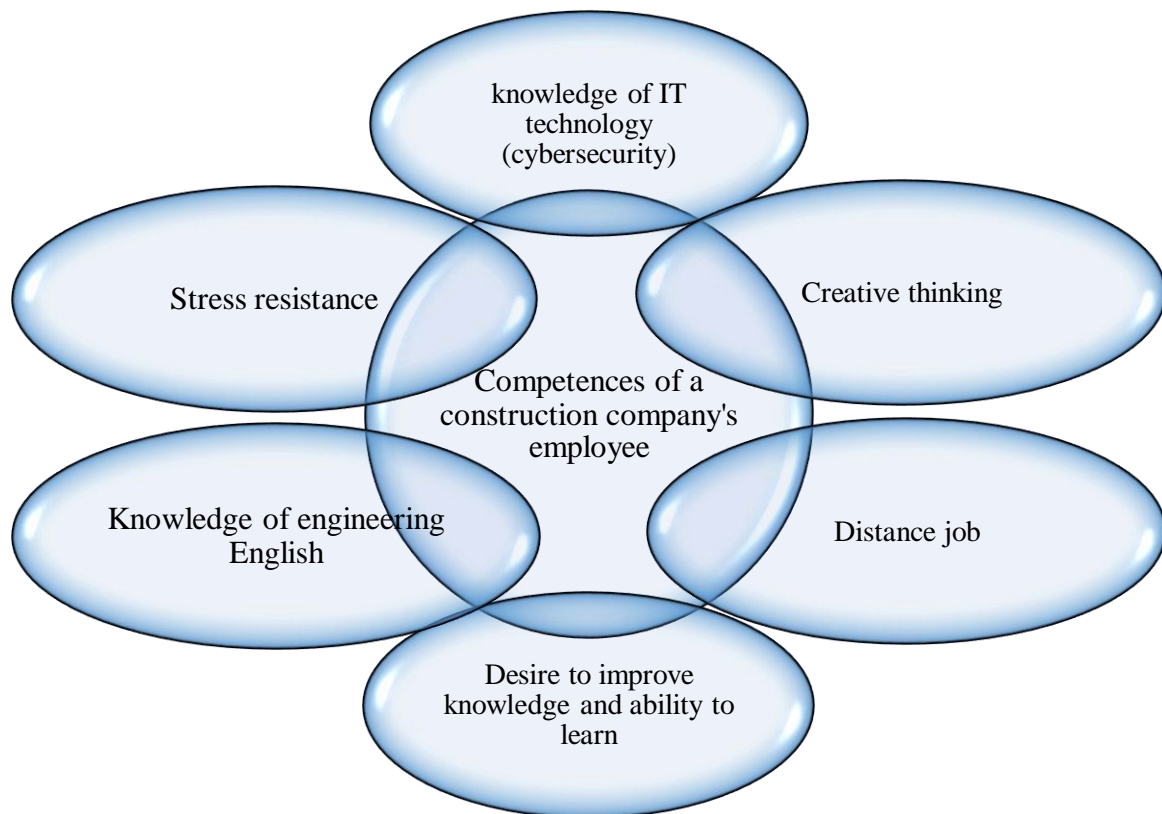 knowledge of IT
technology
(cybersecurity)
Stress resistance
Creative thinking
Competences of a
construction company's
employee
Knowledge of engineering
English
Distance job
Desire to improve
knowledge and ability to
learn